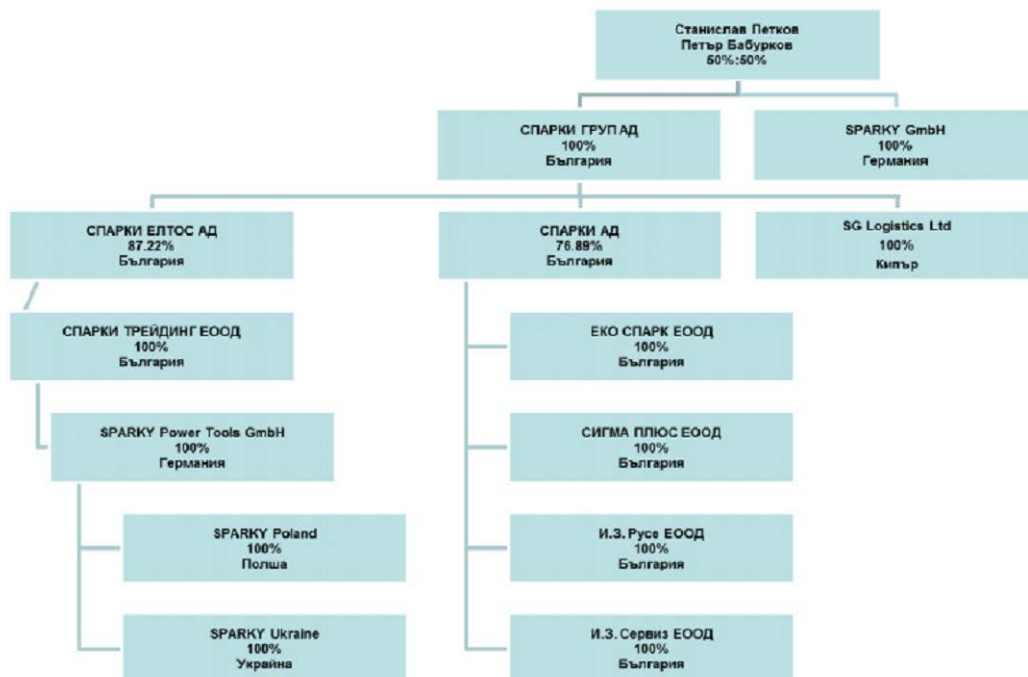 Станислав Петков
Петър Бабурков
50%:50%
СПАРКИ ГРУП АД
100%
България
SPARKY GmbH
100%
Германия
СПАРКИ ЕЛТОС АД
87.22%
България
СПАРКИ АД
76.89%
България
SG Logistics Ltd
100%
Кипър
СПАРКИ ТРЕЙДИНГ ЕООД
100%
България
ЕКО СПАРК ЕООД
100%
България
SPARKY Power Tools GmbH
100%
Германия
СИГМА ПЛЮС ЕООД
100%
България
SPARKY Poland
100%
Полша
И.З. Русе ЕООД
100%
България
SPARKY Ukraine
100%
Украйна
И.З. Сервиз ЕООД
100%
България